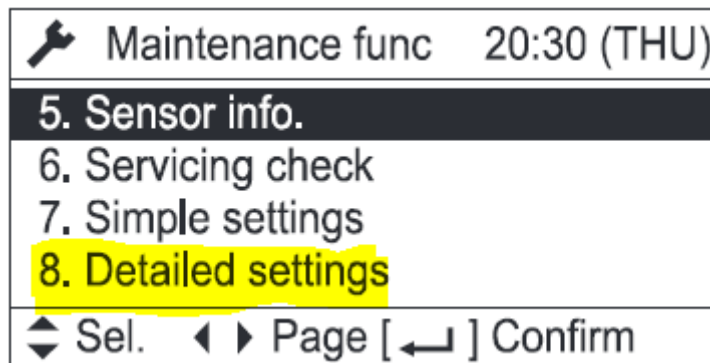 Maintenance func 20:30 (THU)
5. Sensor info.
6. Servicing check
7. Simple settings
8. Detailed settings
Sel. Page [ ] Confirm